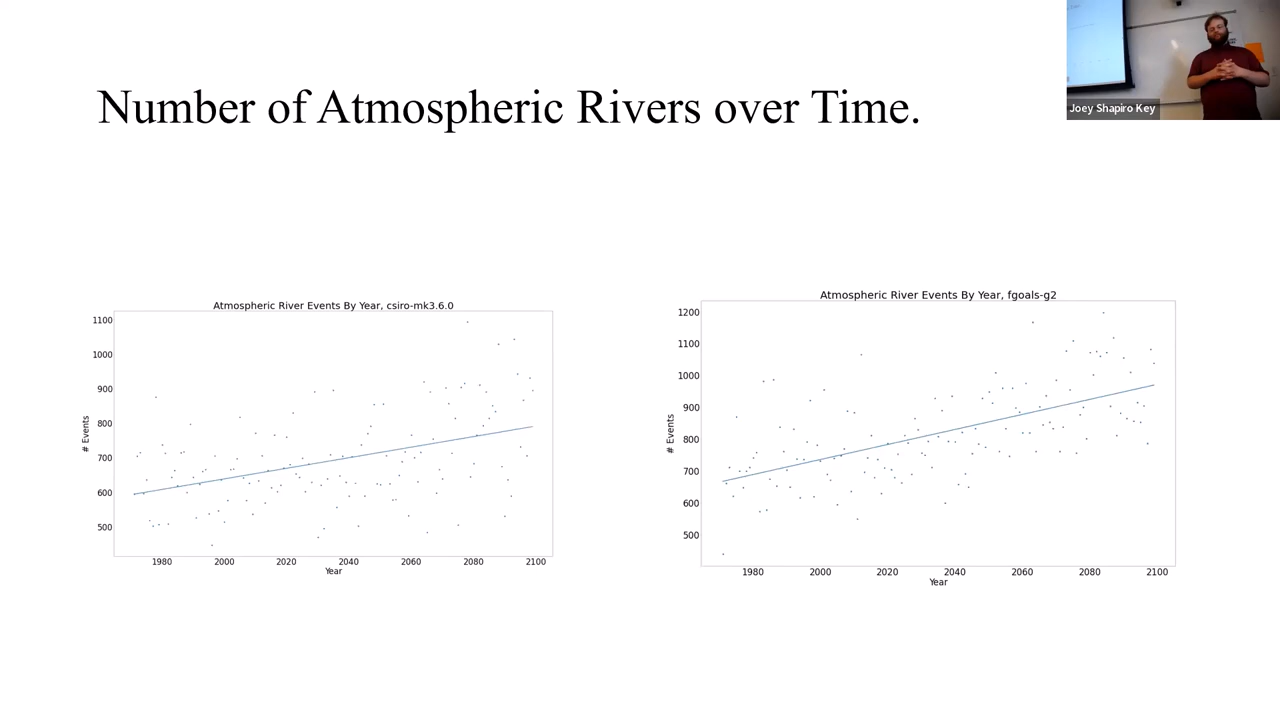 Number of Atmospheric Rivers over Time.
Joey Shapiro Key
Atmospheric River Events By Year, csiro-mk3.6.0
1100
1000
900
800
700
600
500
# Events
1980 2000 2020 2040 2060 2080 2100
Year
Atmospheric River Events By Year, fgoals-g2
1200
1100
1000
900
800
700
600
500
# Events
1980 2000 2020 2040 2060 2080 2100
Year